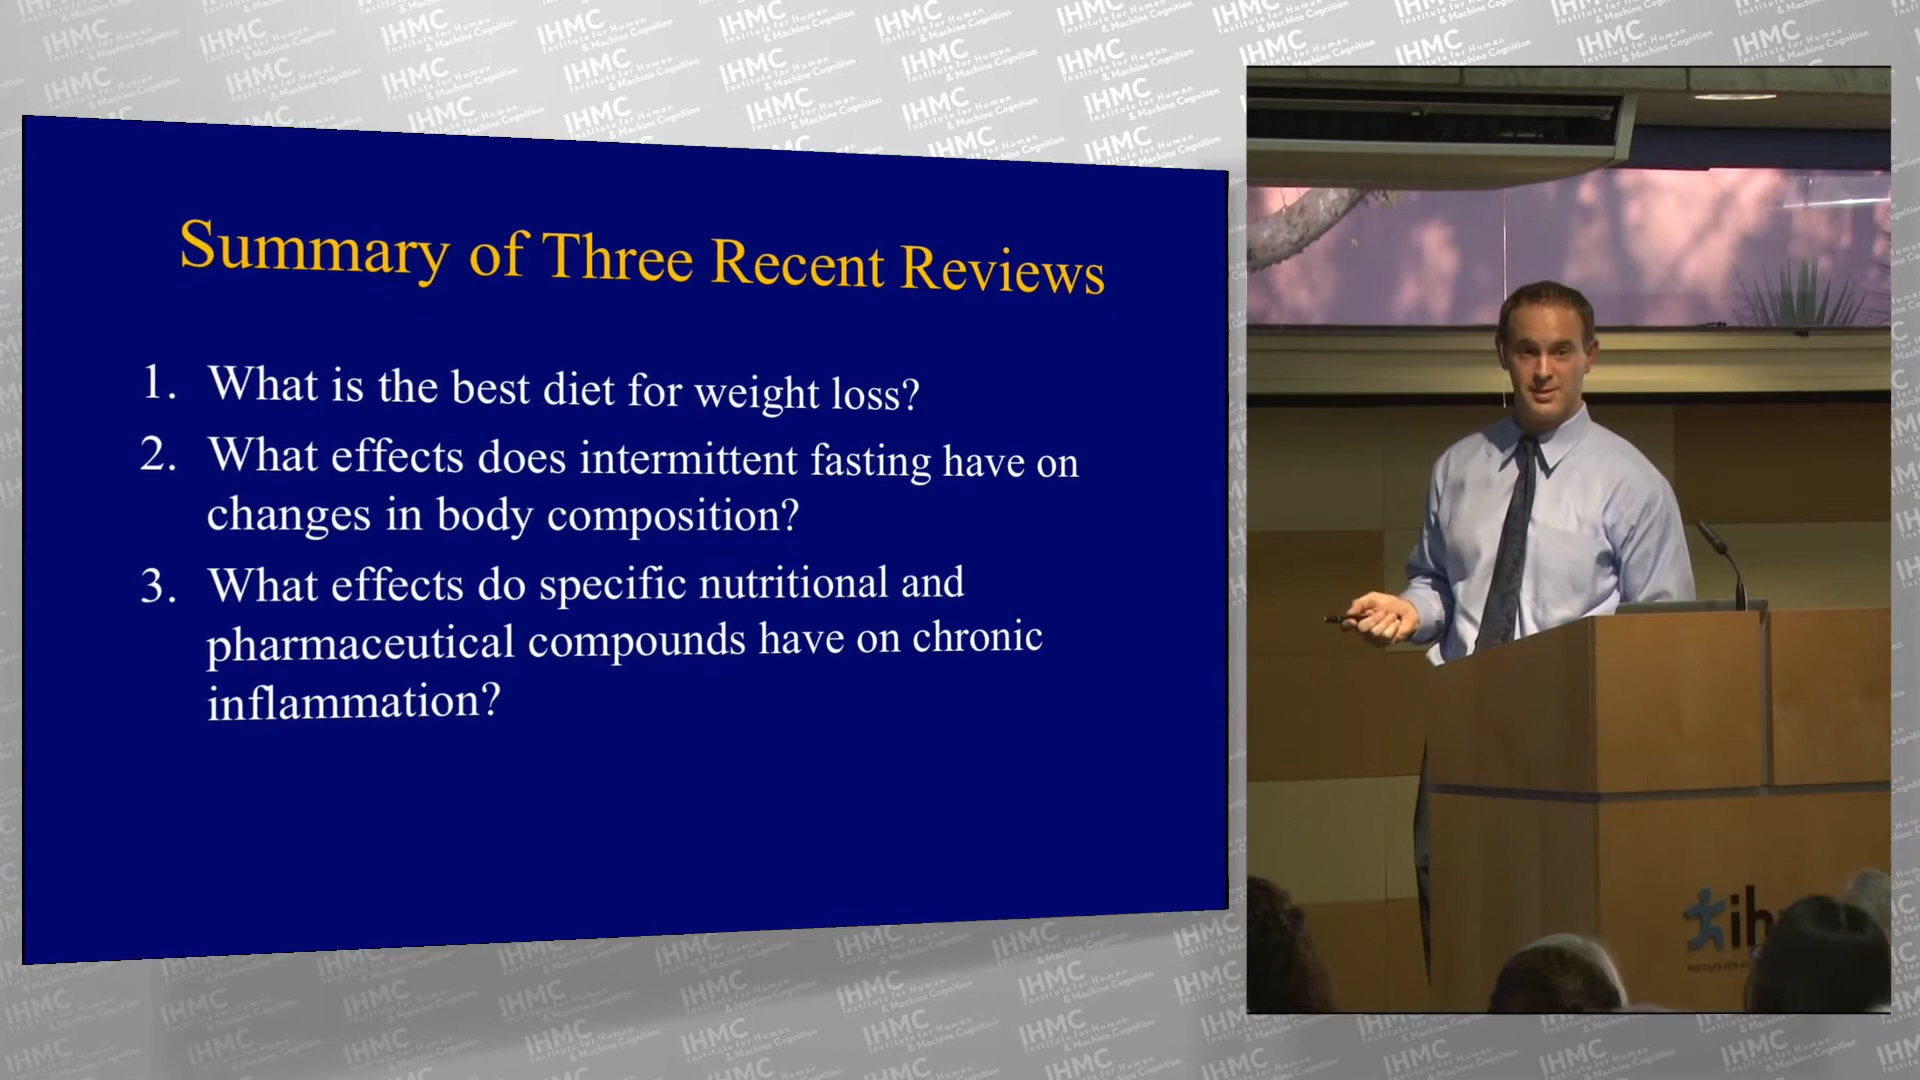 Summary of Three Recent Reviews
1. What is the best diet for weight loss?
2. What effects does intermittent fasting have on
changes in body composition?
3. What effects do specific nutritional and
pharmaceutical compounds have on chronic
inflammation?
IHMC
Institute for Human
& Machine Cognition
ih